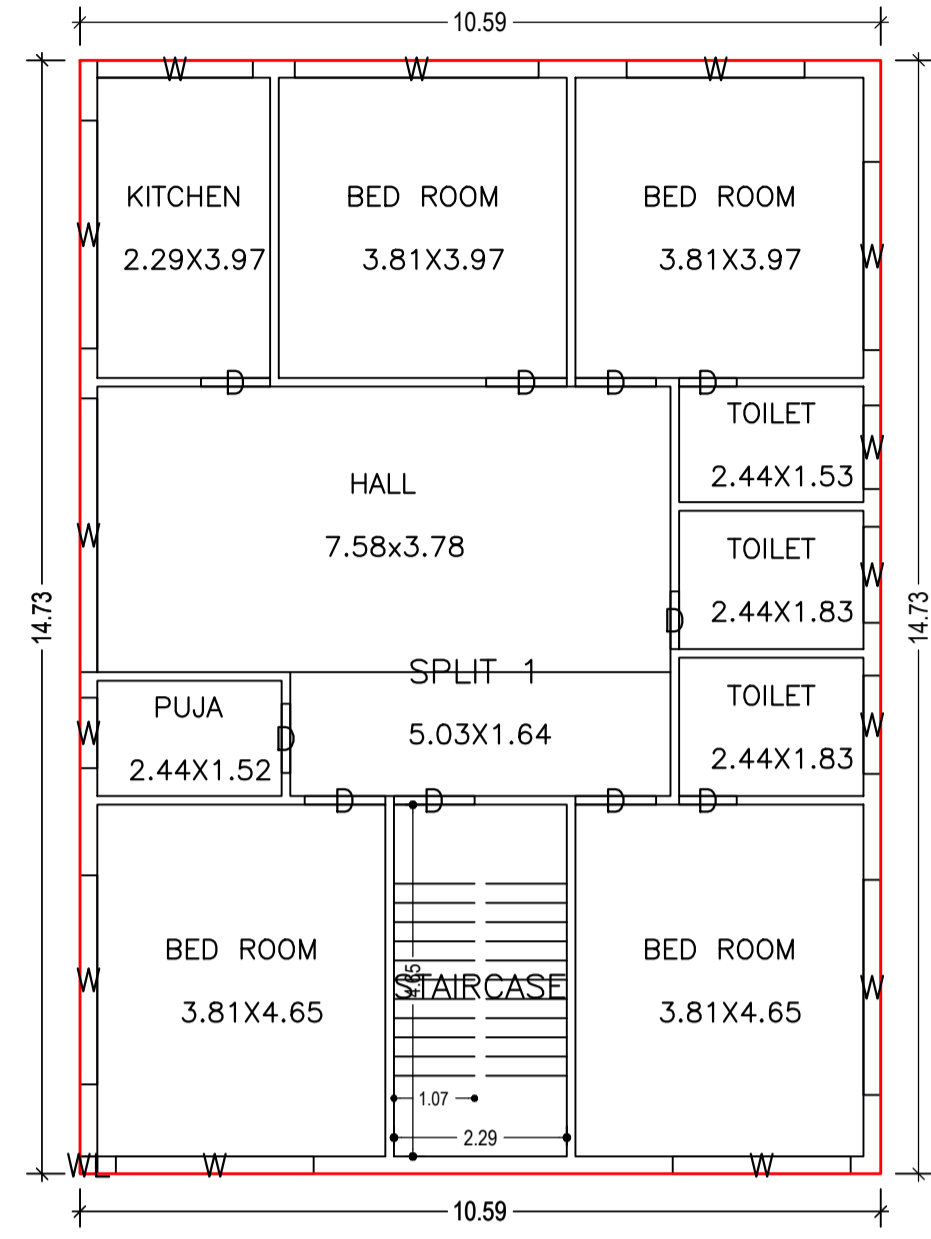 10.59
W W W
KITCHEN BED ROOM BED ROOM
W
2.29X3.97 3.81X3.97 3.81X3.97
W
D D D D
TOILET
W
2.44X1.53
HALL
W
7.58x3.78
TOILET
W
2.44X1.83
D
14.73 14.73
SPLIT 1
5.03X1.64
TOILET
W
2.44X1.83
PUJA
W
2.44X1.52
D
D D D D
BED ROOM BED ROOM
W
4.65
STAIRCASE
W
3.81X4.65 3.81X4.65
1.07
2.29
WL W W
10.59